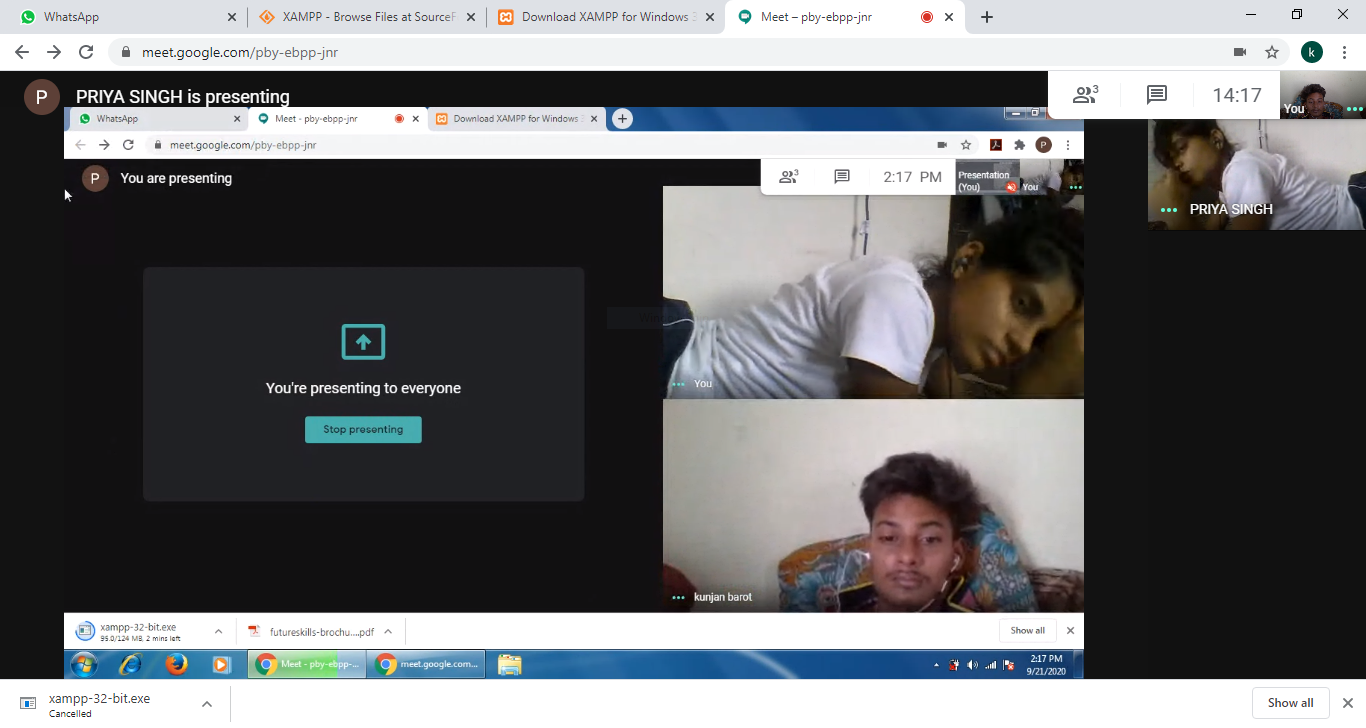 WhatsApp
XAMPP - Browse Files at SourceF
Download XAMPP for Windows 3
Meet – pby-ebpp-jnr
meet.google.com/pby-ebpp-jnr
k
P
PRIYA SINGH is presenting
3
14:17
You
WhatsApp
Meet - pby-ebpp-jnr
Download XAMPP for Windows
meet.google.com/pby-ebpp-jnr
P
P
You are presenting
3
2:17 PM
Presentation
(You)
You
PRIYA SINGH
You're presenting to everyone
Stop presenting
You
kunjan barot
xampp-32-bit.exe
95.0/124 MB, 2 mins left
futureskills-brochu....pdf
Show all
Meet - pby-ebpp-...
meet.google.com...
2:17 PM
9/21/2020
xampp-32-bit.exe
Cancelled
Show all